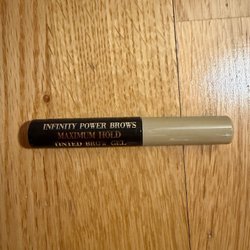 INFINITY POWER BROWS
MAXIMUM HOLD
TINTED BROW GEL